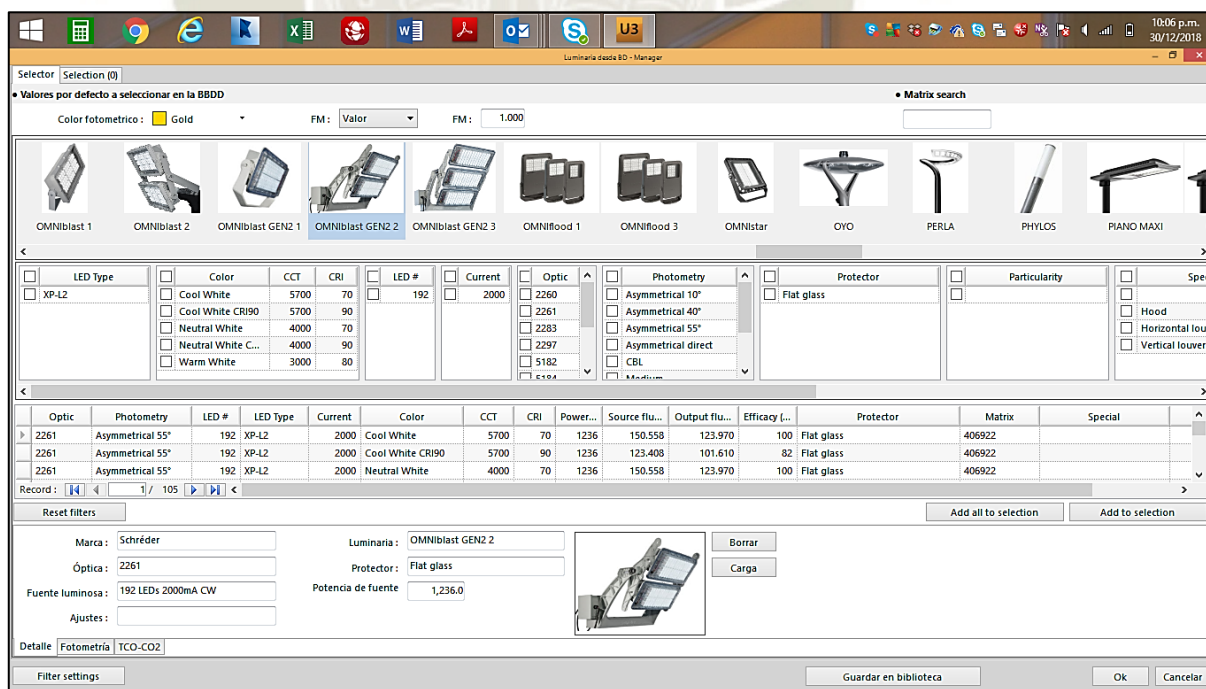 U3
10:06 p.m.
30/12/2018
Luminaria desde BD - Manager
Selector Selection (0)
• Valores por defecto a seleccionar en la BBDD • Matrix search
Color fotometrico : Gold FM : Valor FM : 1.000
OMNIblast 1 OMNIblast 2 OMNIblast GEN2 1 OMNIblast GEN2 2 OMNIblast GEN2 3 OMNIflood 1 OMNIflood 3 OMNIstar OYO PERLA PHYLOS PIANO MAXI
LED Type Color CCT CRI LED # Current Optic Photometry Protector Particularity Spe
XP-L2 Cool White 5700 70 192 2000 2260 Asymmetrical 10° Flat glass
Cool White CRI90 5700 90 2261 Asymmetrical 40° Hood
Neutral White 4000 70 2283 Asymmetrical 55° Horizontal lou
Neutral White C... 4000 90 2297 Asymmetrical direct Vertical louver
Warm White 3000 80 5182 CBL
5184 Medium
Optic Photometry LED # LED Type Current Color CCT CRI Power... Source flu... Output flu... Efficacy (... Protector Matrix Special
2261 Asymmetrical 55° 192 XP-L2 2000 Cool White 5700 70 1236 150.558 123.970 100 Flat glass 406922
2261 Asymmetrical 55° 192 XP-L2 2000 Cool White CRI90 5700 90 1236 123.408 101.610 82 Flat glass 406922
2261 Asymmetrical 55° 192 XP-L2 2000 Neutral White 4000 70 1236 150.558 123.970 100 Flat glass 406922
Record : 1 / 105
Reset filters Add all to selection Add to selection
Marca : Schréder Luminaria : OMNIblast GEN2 2 Borrar
Óptica : 2261 Protector : Flat glass Carga
Fuente luminosa : 192 LEDs 2000mA CW Potencia de fuente 1,236.0
Ajustes :
Detalle Fotometría TCO-CO2
Filter settings Guardar en biblioteca Ok Cancelar